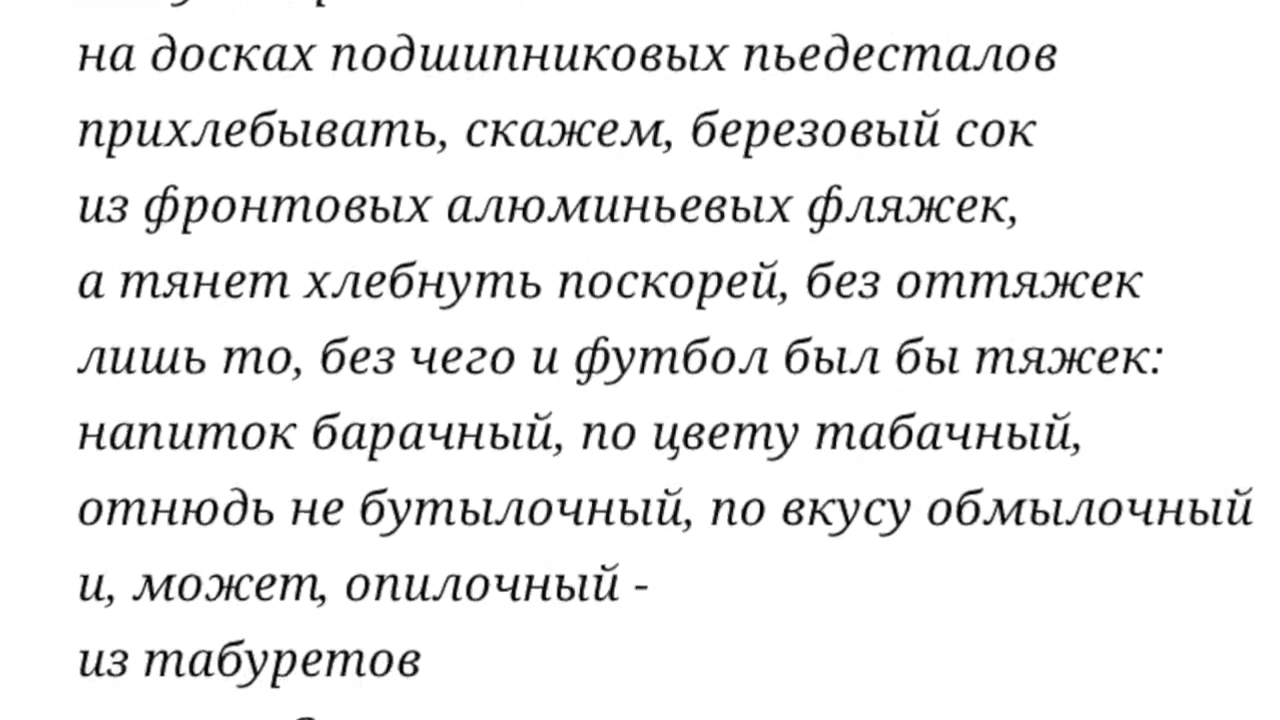 на досках подшипниковых пьедесталов
прихлебывать, скажем, березовый сок
из фронтовых алюминьевых фляжек,
а тянет хлебнуть поскорей, без оттяжек
лишь то, без чего и футбол был бы тяжек:
напиток барачный, по цвету табачный,
отнюдь не бутылочный, по вкусу обмылочный
и, может, опилочный -
из табуретов